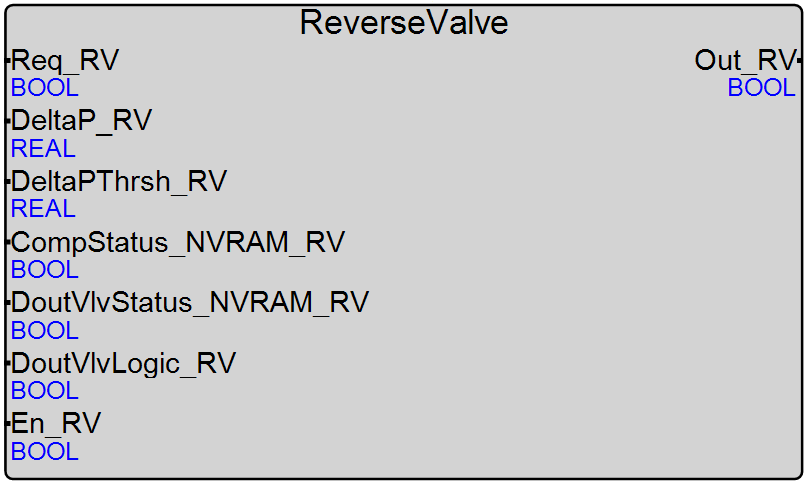 ReverseValve
Req_RV Out_RV
BOOL BOOL
DeltaP_RV
REAL
DeltaPThrsh_RV
REAL
CompStatus_NVRAM_RV
BOOL
DoutVlvStatus_NVRAM_RV
BOOL
DoutVlvLogic_RV
BOOL
En_RV
BOOL